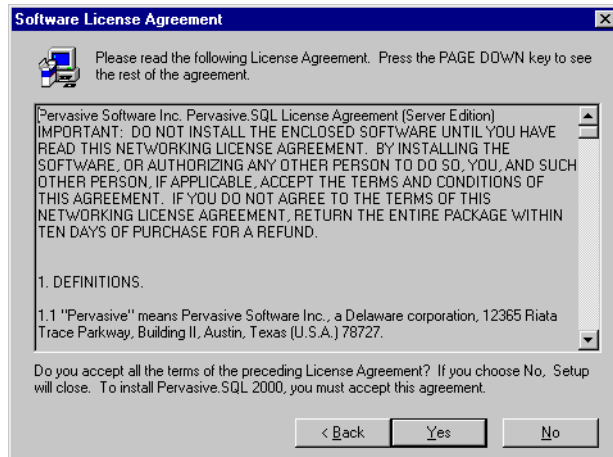 Software License Agreement
Please read the following License Agreement. Press the PAGE DOWN key to see
the rest of the agreement.
Pervasive Software Inc. Pervasive.SQL License Agreement (Server Edition)
IMPORTANT: DO NOT INSTALL THE ENCLOSED SOFTWARE UNTIL YOU HAVE
READ THIS NETWORKING LICENSE AGREEMENT. BY INSTALLING THE
SOFTWARE, OR AUTHORIZING ANY OTHER PERSON TO DO SO, YOU, AND SUCH
OTHER PERSON, IF APPLICABLE, ACCEPT THE TERMS AND CONDITIONS OF
THIS AGREEMENT. IF YOU DO NOT AGREE TO THE TERMS OF THIS
NETWORKING LICENSE AGREEMENT, RETURN THE ENTIRE PACKAGE WITHIN
TEN DAYS OF PURCHASE FOR A REFUND.
1. DEFINITIONS.
1.1 "Pervasive" means Pervasive Software Inc., a Delaware corporation, 12365 Riata
Trace Parkway, Building II, Austin, Texas (U.S.A.) 78727.
Do you accept all the terms of the preceding License Agreement? If you choose No, Setup
will close. To install Pervasive.SQL 2000, you must accept this agreement.
< Back Yes No